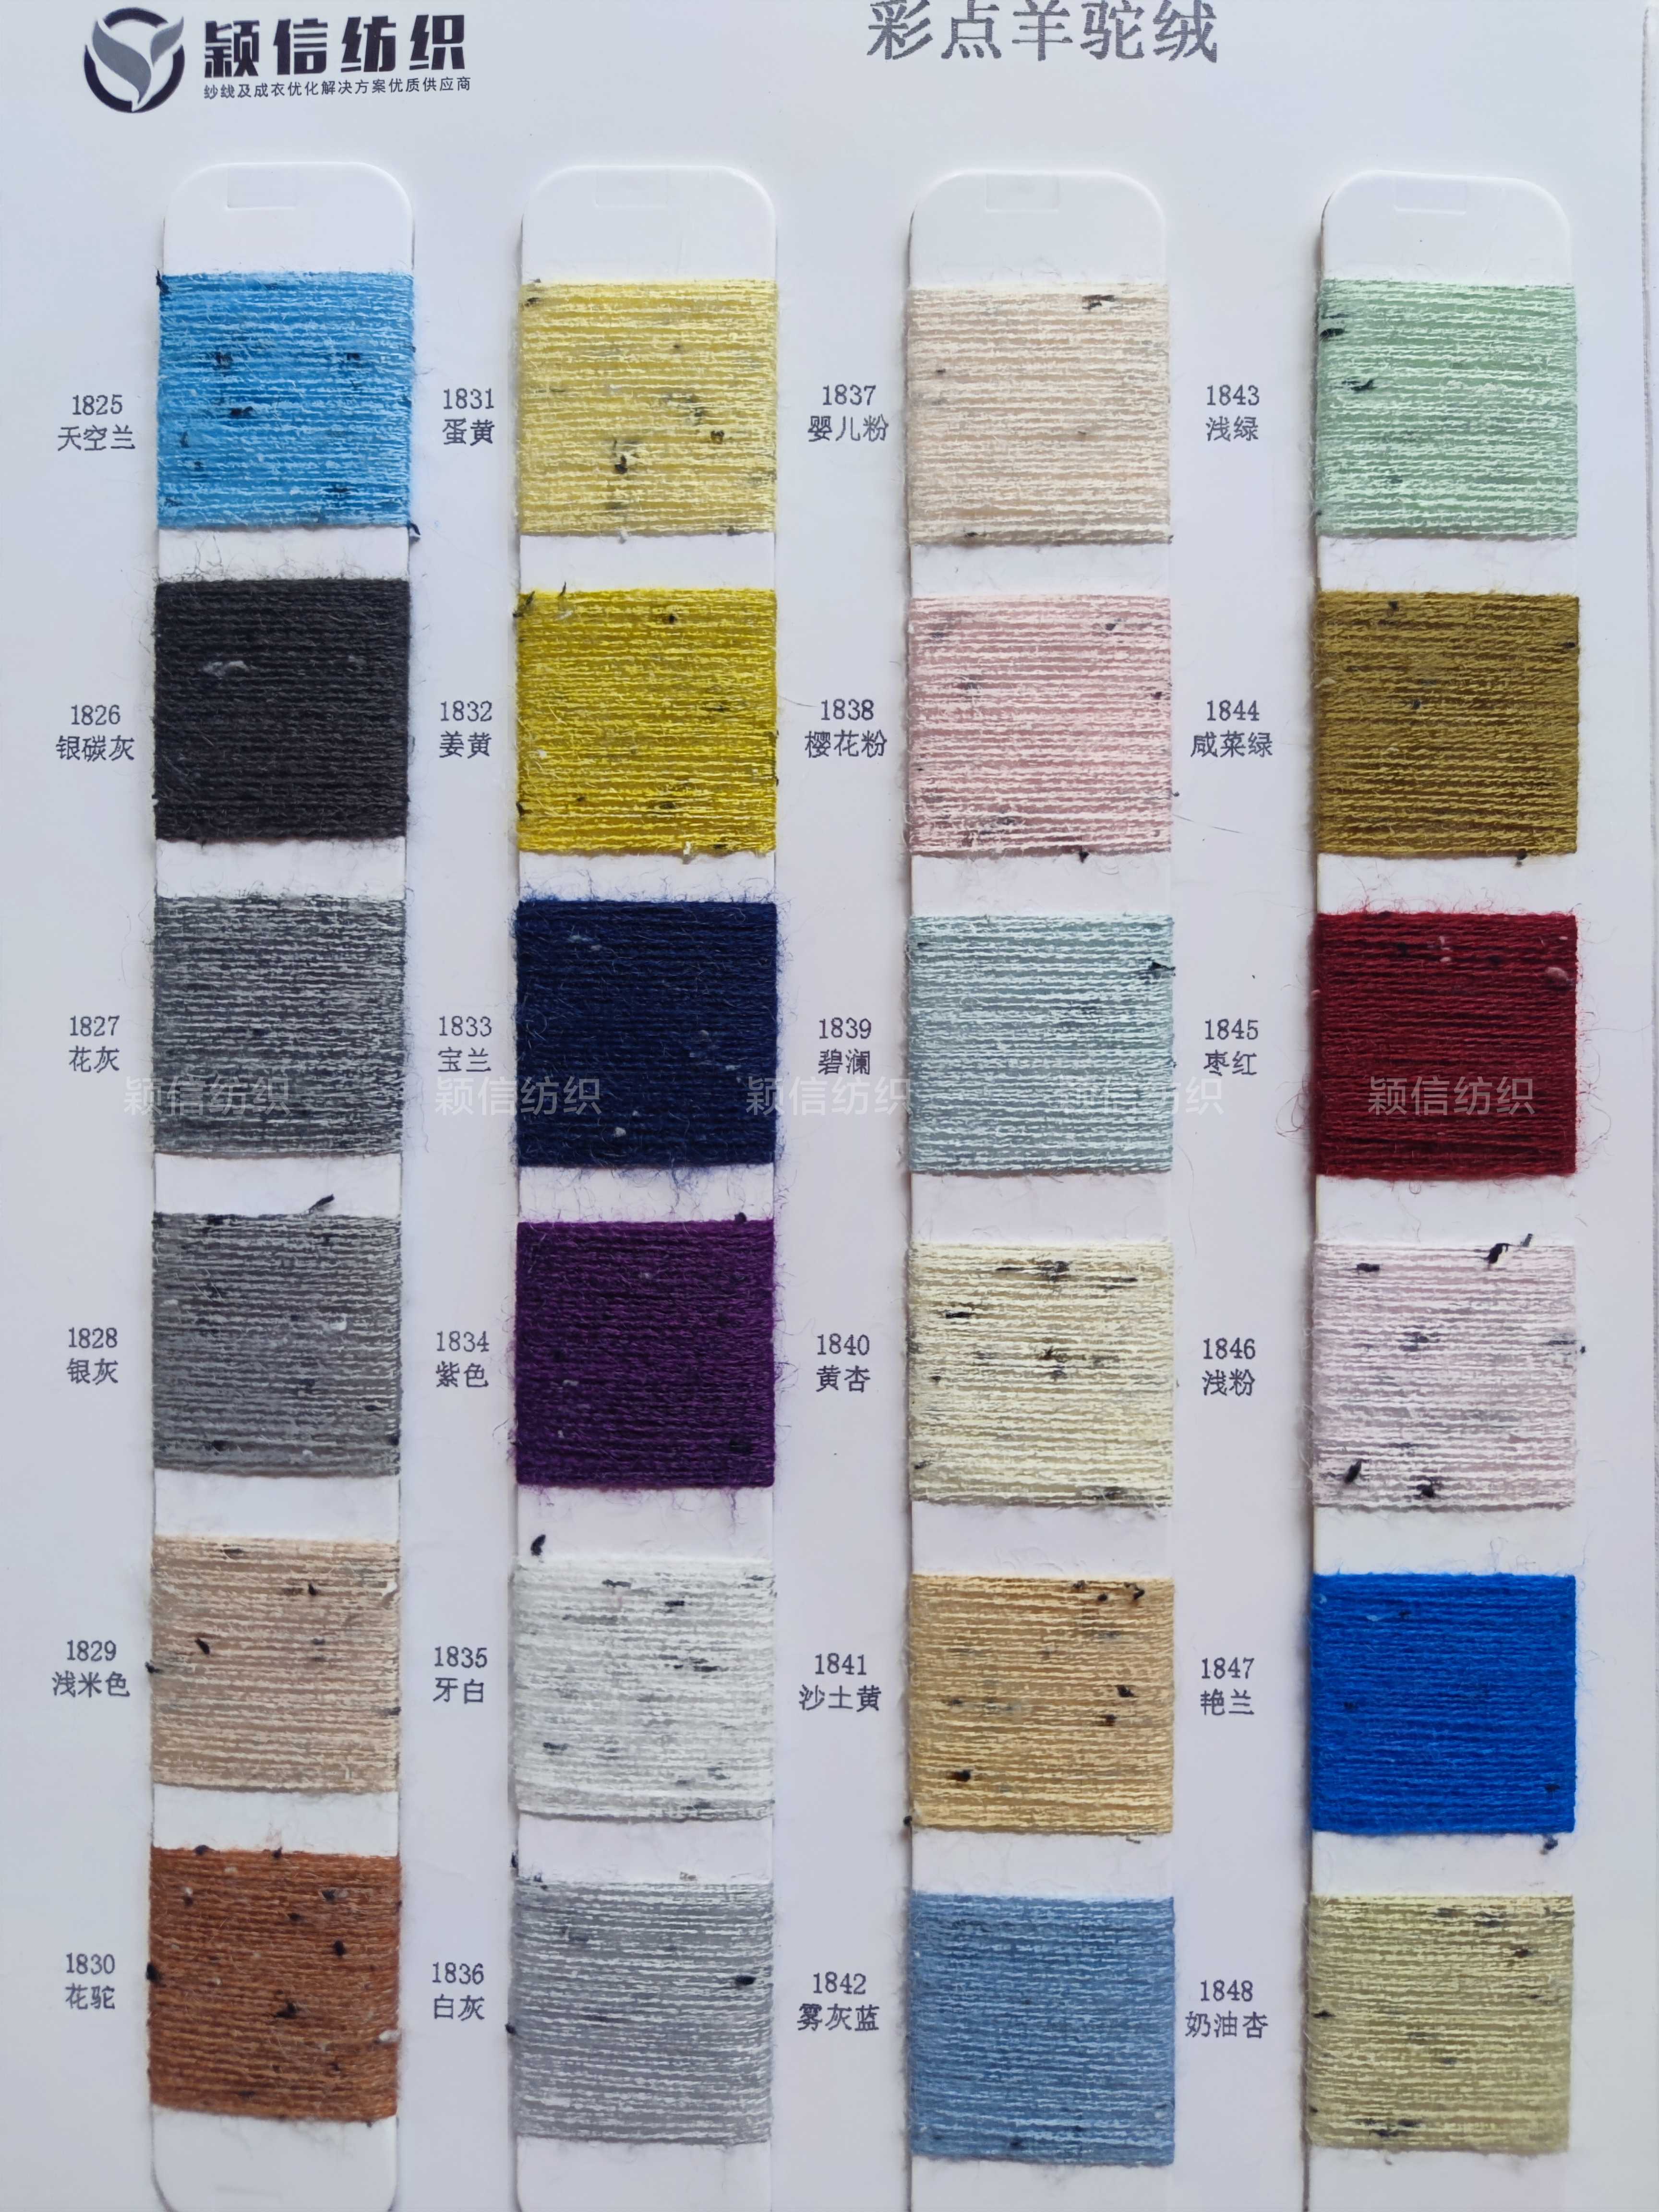 颖信纺织
纱线及成衣优化解决方案优质供应商
彩点羊驼绒
1825
天空兰
1826
银碳灰
1827
花灰
1828
银灰
1829
浅米色
1830
花驼
1831
蛋黄
1832
姜黄
1833
宝兰
1834
紫色
1835
牙白
1836
白灰
1837
婴儿粉
1838
樱花粉
1839
碧澜
1840
黄杏
1841
沙土黄
1842
雾灰蓝
1843
浅绿
1844
咸菜绿
1845
枣红
1846
浅粉
1847
艳兰
1848
奶油杏
颖信纺织
颖信纺织
颖信纺织
颖信纺织
颖信纺织